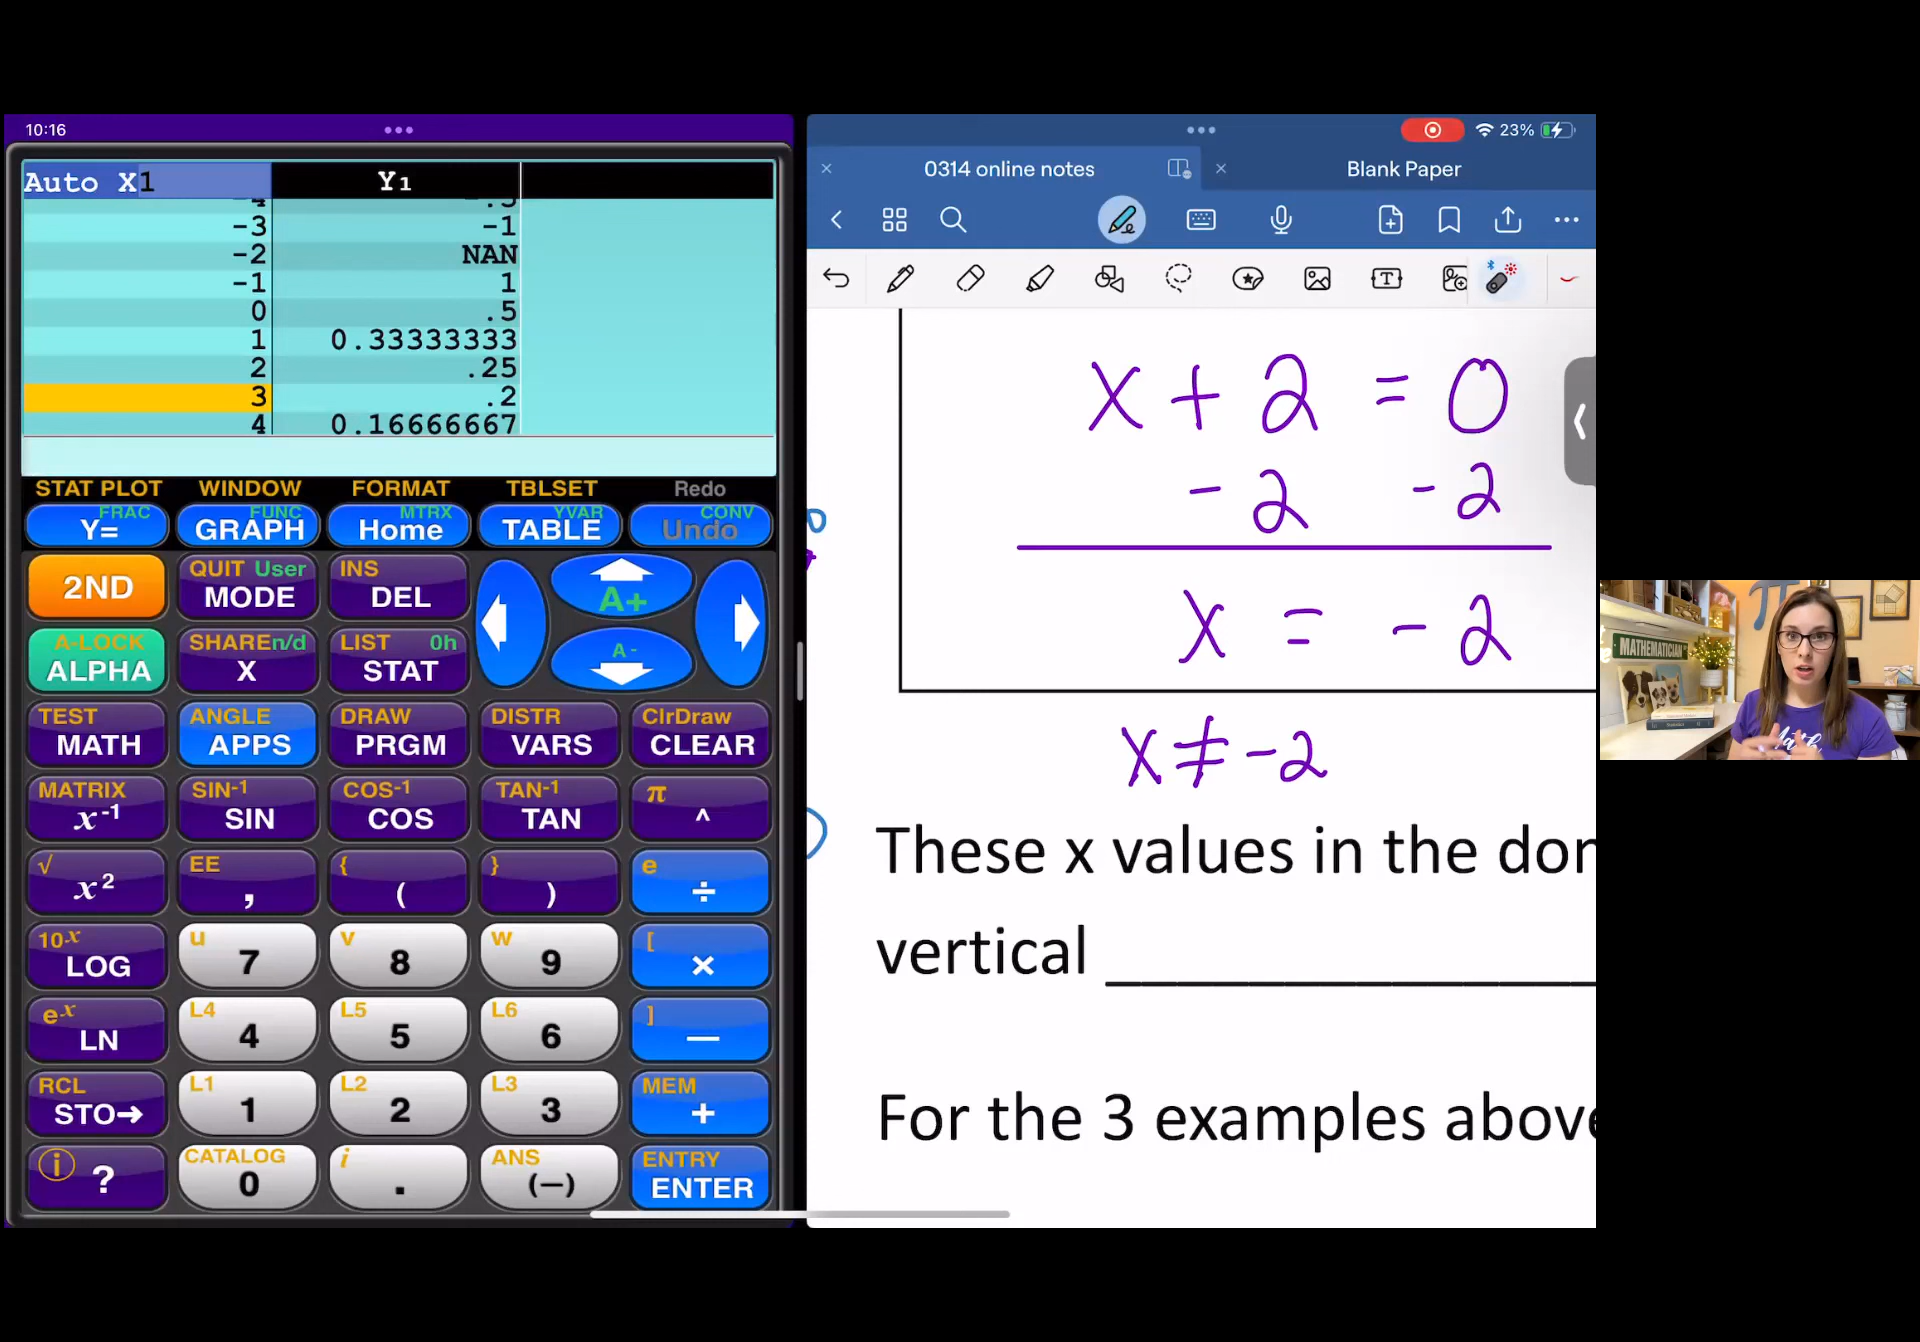 10:16
Auto X1 Y₁
-4 -.5
-3 -1
-2 NAN
-1 1
0 .5
1 0.33333333
2 .25
3 .2
4 0.16666667
STAT PLOT WINDOW FORMAT TBLSET Redo
FRAC FUNC MTRX YVAR CONV
Y= GRAPH Home TABLE Undo
QUIT User INS
2ND MODE DEL A+
A-LOCK SHARE n/d LIST 0h A-
ALPHA X STAT
TEST ANGLE DRAW DISTR ClrDraw
MATH APPS PRGM VARS CLEAR
MATRIX SIN⁻¹ COS⁻¹ TAN⁻¹ π
x⁻¹ SIN COS TAN ^
√ EE { } e
x² , ( ) ÷
10ˣ u v w [
LOG 7 8 9 ×
eˣ L4 L5 L6 ]
LN 4 5 6 —
RCL L1 L2 L3 MEM
STO➔ 1 2 3 +
i CATALOG i ANS ENTRY
? 0 . (—) ENTER
23%
0314 online notes Blank Paper
x + 2 = 0
- 2 - 2
x = - 2
x ≠ -2
These x values in the dom
vertical
For the 3 examples above
MATHEMATICIAN
Math